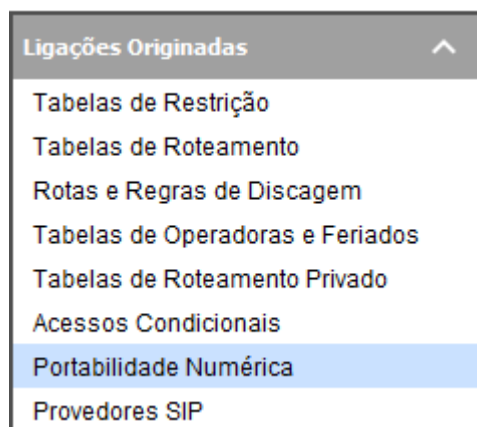 Ligações Originadas
Tabelas de Restrição
Tabelas de Roteamento
Rotas e Regras de Discagem
Tabelas de Operadoras e Feriados
Tabelas de Roteamento Privado
Acessos Condicionais
Portabilidade Numérica
Provedores SIP